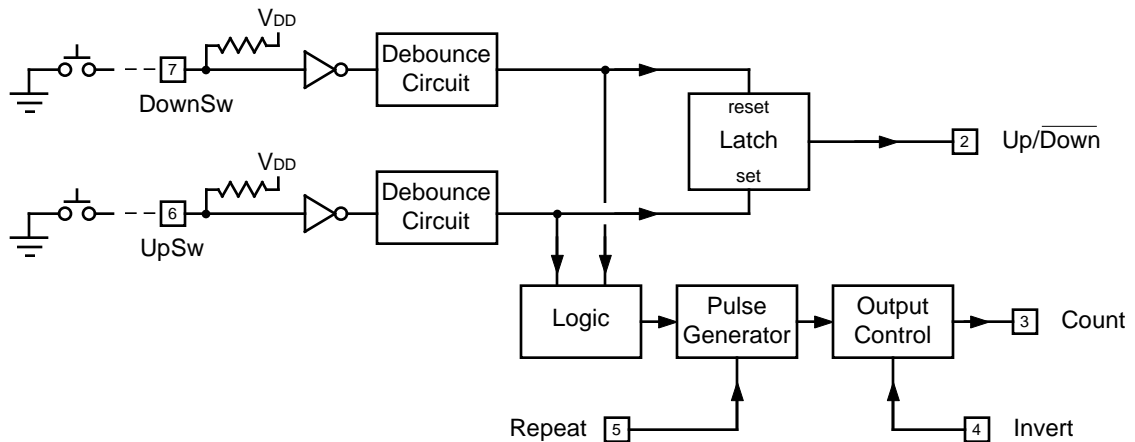 VDD
7
DownSw
Debounce
Circuit
reset
Latch
set
2
Up/Down
VDD
6
UpSw
Debounce
Circuit
Logic
Pulse
Generator
Output
Control
3
Count
Repeat
5
4
Invert